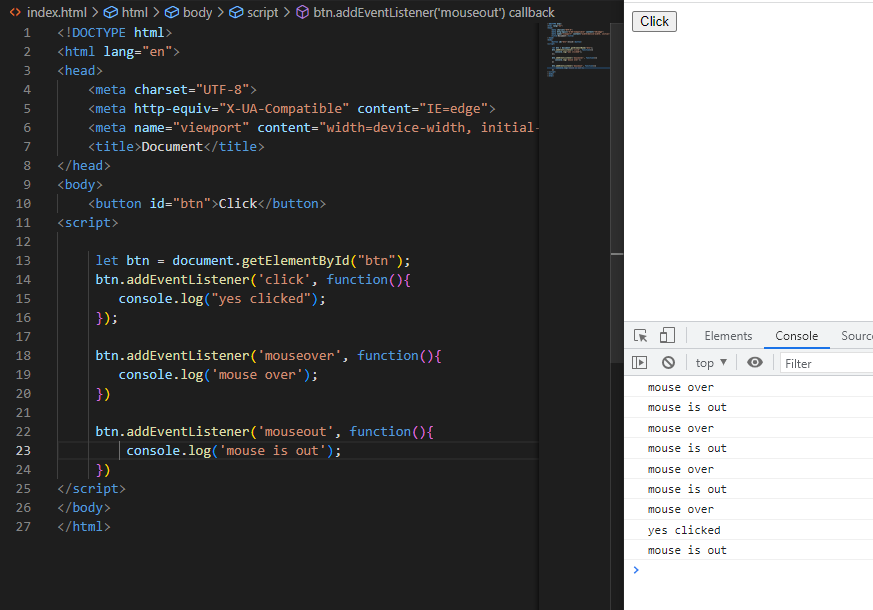 index.html > html > body > script > btn.addEventListener('mouseout') callback
1 <!DOCTYPE html>
2 <html lang="en">
3 <head>
4 <meta charset="UTF-8">
5 <meta http-equiv="X-UA-Compatible" content="IE=edge">
6 <meta name="viewport" content="width=device-width, initial-
7 <title>Document</title>
8 </head>
9 <body>
10 <button id="btn">Click</button>
11 <script>
12
13 let btn = document.getElementById("btn");
14 btn.addEventListener('click', function(){
15 console.log("yes clicked");
16 });
17
18 btn.addEventListener('mouseover', function(){
19 console.log('mouse over');
20 })
21
22 btn.addEventListener('mouseout', function(){
23 console.log('mouse is out');
24 })
25 </script>
26 </body>
27 </html>
Click
Elements Console Sourc
top ▼ Filter
mouse over
mouse is out
mouse over
mouse is out
mouse over
mouse is out
mouse over
yes clicked
mouse is out
>